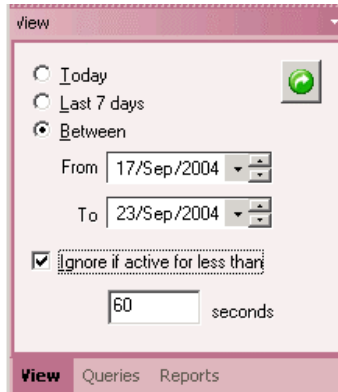 View
Today
Last 7 days
Between
From 17/Sep/2004
To 23/Sep/2004
Ignore if active for less than
60 seconds
View Queries Reports